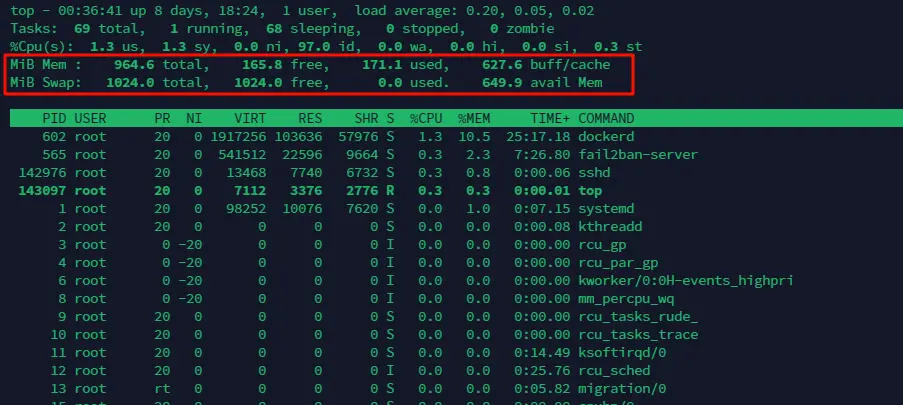 top - 00:36:41 up 8 days, 18:24,  1 user,  load average: 0.20, 0.05, 0.02
Tasks:  69 total,   1 running,  68 sleeping,   0 stopped,   0 zombie
%Cpu(s):  1.3 us,  1.3 sy,  0.0 ni, 97.0 id,  0.0 wa,  0.0 hi,  0.0 si,  0.3 st
MiB Mem :   964.6 total,   165.8 free,   171.1 used,   627.6 buff/cache
MiB Swap:  1024.0 total,  1024.0 free,     0.0 used.   649.9 avail Mem
PID USER      PR  NI    VIRT    RES    SHR S  %CPU  %MEM     TIME+ COMMAND
602 root      20   0 1917256 103636  57976 S   1.3  10.5  25:17.18 dockerd
565 root      20   0  541512  22596   9664 S   0.3   2.3   7:26.80 fail2ban-server
142976 root      20   0   13468   7740   6732 S   0.3   0.8   0:00.06 sshd
143097 root      20   0    7112   3376   2776 R   0.3   0.3   0:00.01 top
1 root      20   0   98252  10076   7620 S   0.0   1.0   0:07.15 systemd
2 root      20   0       0      0      0 S   0.0   0.0   0:00.08 kthreadd
3 root       0 -20       0      0      0 I   0.0   0.0   0:00.00 rcu_gp
4 root       0 -20       0      0      0 I   0.0   0.0   0:00.00 rcu_par_gp
6 root       0 -20       0      0      0 I   0.0   0.0   0:00.00 kworker/0:0H-events_highpri
8 root       0 -20       0      0      0 I   0.0   0.0   0:00.00 mm_percpu_wq
9 root      20   0       0      0      0 S   0.0   0.0   0:00.00 rcu_tasks_rude_
10 root      20   0       0      0      0 S   0.0   0.0   0:00.00 rcu_tasks_trace
11 root      20   0       0      0      0 S   0.0   0.0   0:14.49 ksoftirqd/0
12 root      20   0       0      0      0 I   0.0   0.0   0:25.76 rcu_sched
13 root      rt   0       0      0      0 S   0.0   0.0   0:05.82 migration/0